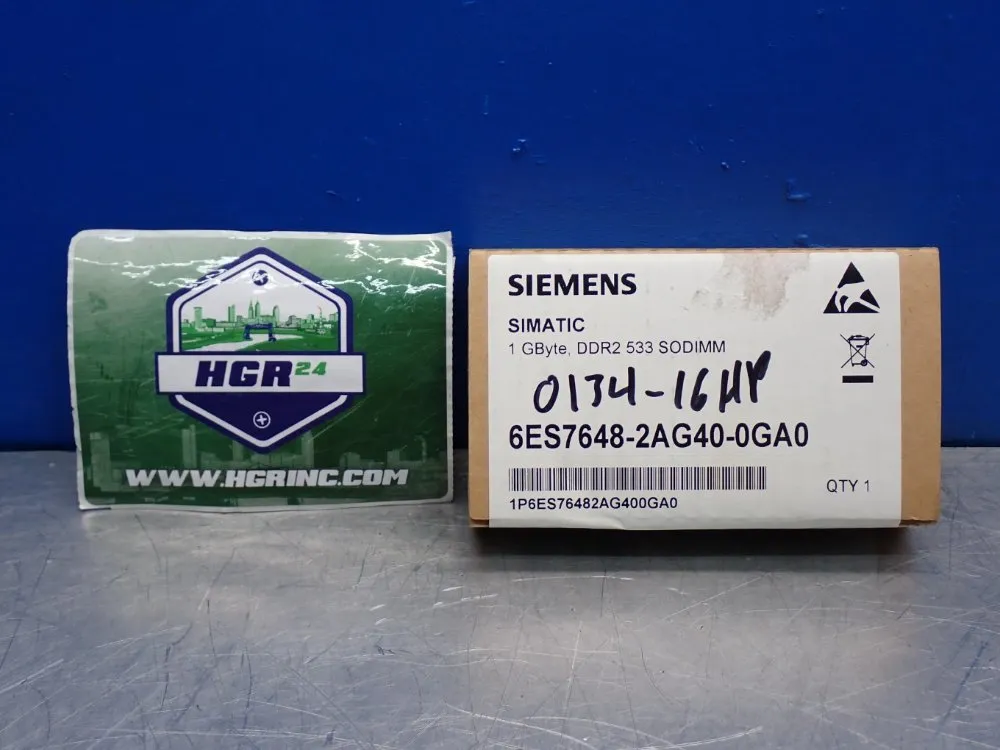 HGR24
WWW.HGRINC.COM
SIEMENS
SIMATIC
1 GByte, DDR2 533 SODIMM
0134-16HP
6ES7648-2AG40-0GA0
1P6ES76482AG400GA0
QTY 1